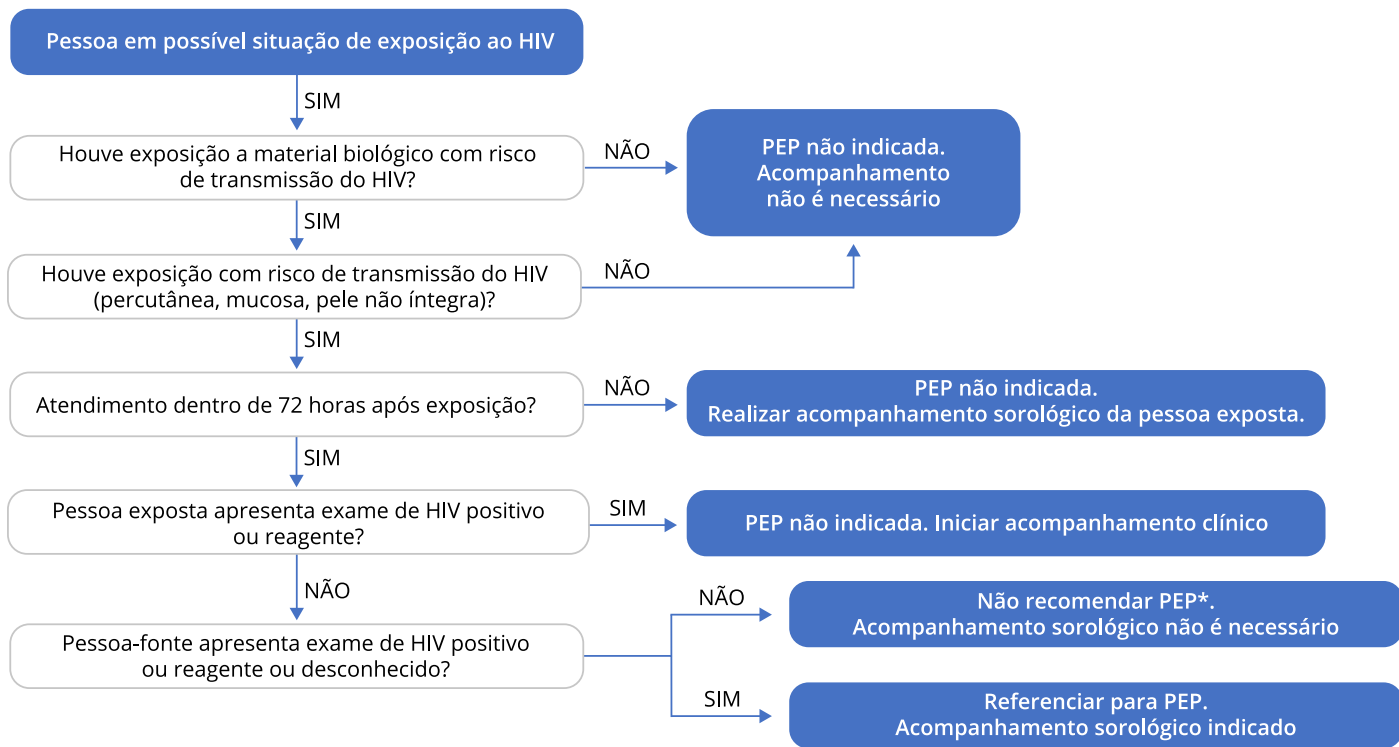 Pessoa em possível situação de exposição ao HIV
SIM
Houve exposição a material biológico com risco
de transmissão do HIV?
NÃO
PEP não indicada.
Acompanhamento
não é necessário
SIM
Houve exposição com risco de transmissão do HIV
(percutânea, mucosa, pele não íntegra)?
NÃO
SIM
Atendimento dentro de 72 horas após exposição?
NÃO
PEP não indicada.
Realizar acompanhamento sorológico da pessoa exposta.
SIM
Pessoa exposta apresenta exame de HIV positivo
ou reagente?
SIM
PEP não indicada. Iniciar acompanhamento clínico
NÃO
Pessoa-fonte apresenta exame de HIV positivo
ou reagente ou desconhecido?
NÃO
Não recomendar PEP*.
Acompanhamento sorológico não é necessário
SIM
Referenciar para PEP.
Acompanhamento sorológico indicado